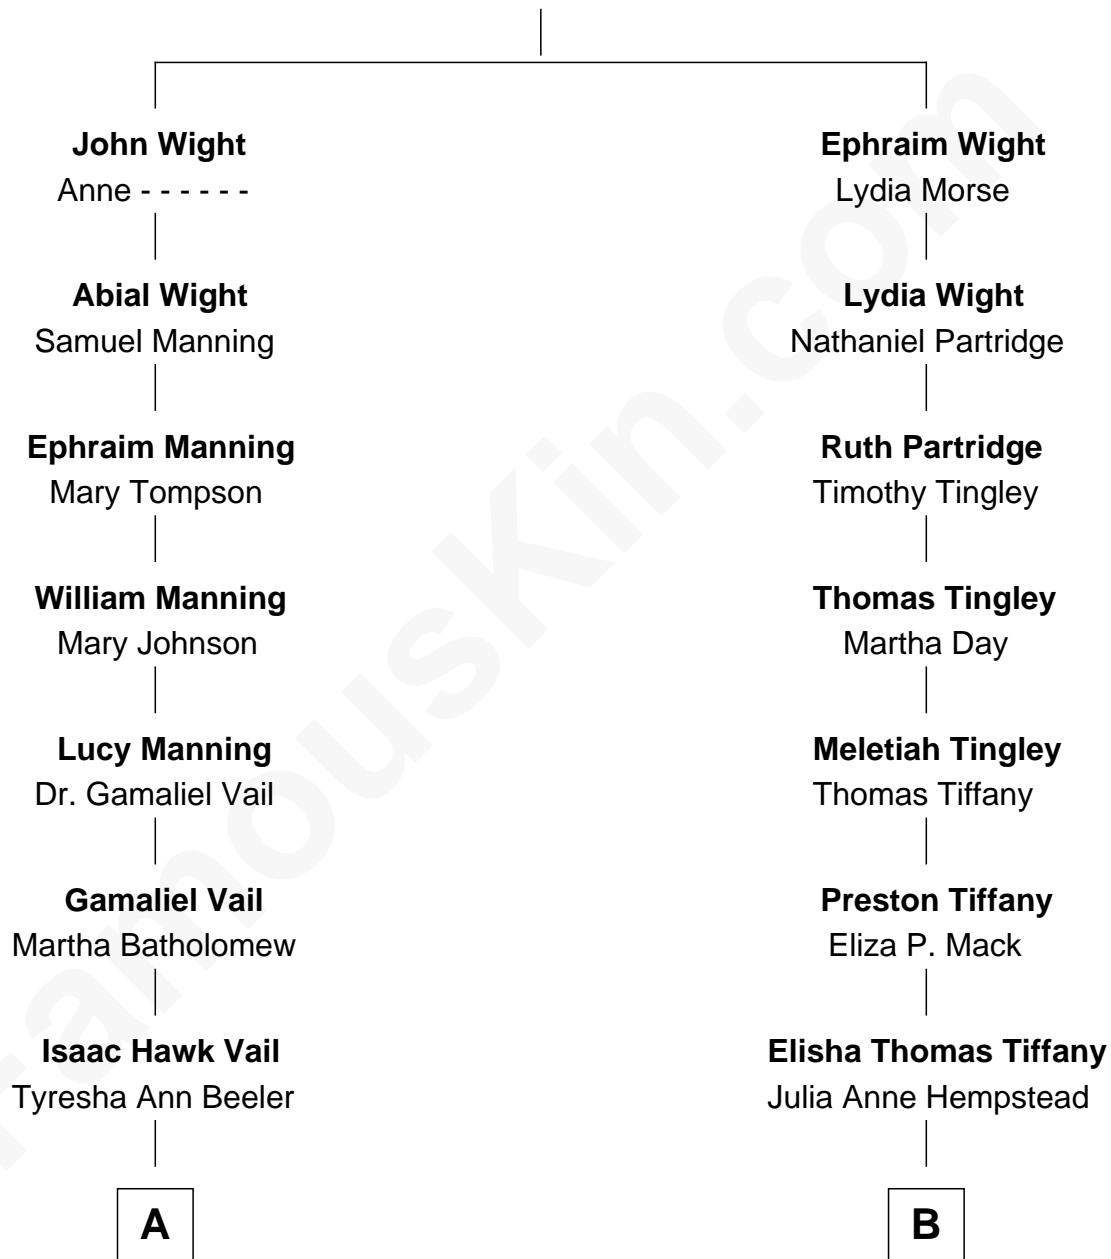 John Wight
Anne - - - - - -
Ephraim Wight
Lydia Morse
Abial Wight
Samuel Manning
Lydia Wight
Nathaniel Partridge
Ephraim Manning
Mary Tompson
Ruth Partridge
Timothy Tingley
William Manning
Mary Johnson
Thomas Tingley
Martha Day
Lucy Manning
Dr. Gamaliel Vail
Meletiah Tingley
Thomas Tiffany
Gamaliel Vail
Martha Batholomew
Preston Tiffany
Eliza P. Mack
Isaac Hawk Vail
Tyresha Ann Beeler
Elisha Thomas Tiffany
Julia Anne Hempstead
A
B
FamousKin.com